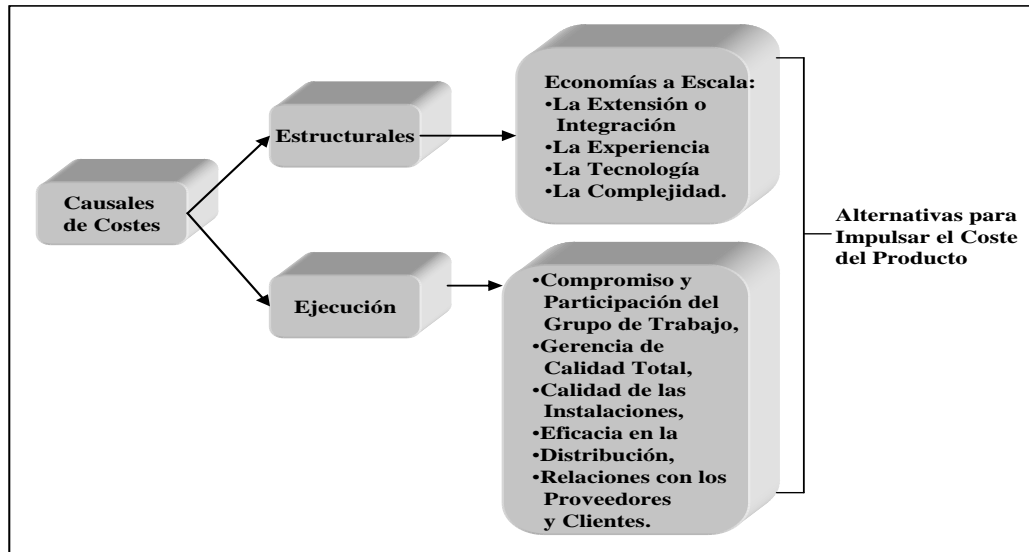 Causales
de Costes
Estructurales
Economías a Escala:
•La Extensión o
Integración
•La Experiencia
•La Tecnología
•La Complejidad.
Ejecución
•Compromiso y
Participación del
Grupo de Trabajo,
•Gerencia de
Calidad Total,
•Calidad de las
Instalaciones,
•Eficacia en la
•Distribución,
•Relaciones con los
Proveedores
y Clientes.
Alternativas para
Impulsar el Coste
del Producto